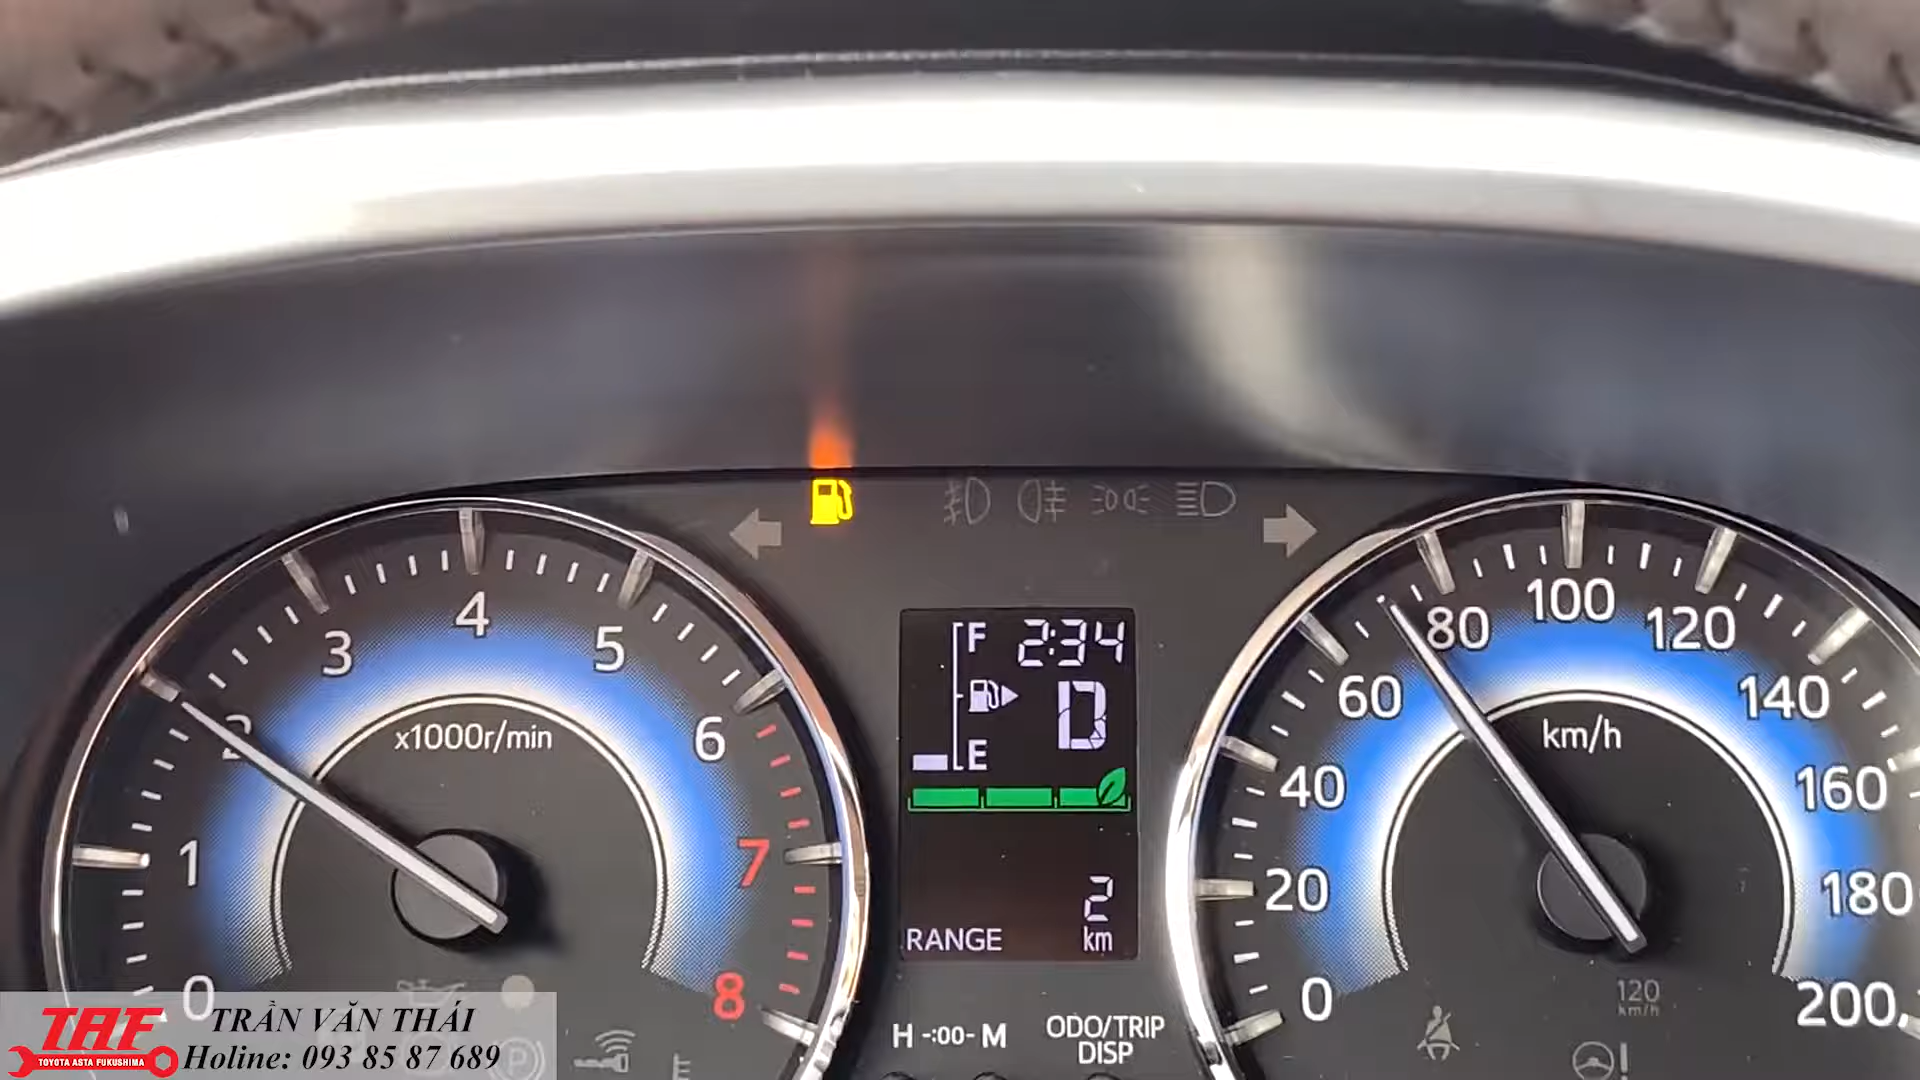 4
3
5
2
6
x1000r/min
1
7
0
8
F
2:34
D
E
2
RANGE
km
H -:00- M
ODO/TRIP
DISP
100
80
120
60
140
km/h
40
160
20
180
0
200
120
km/h
TAF
TOYOTA ASTA FUKUSHIMA
TRẦN VĂN THÁI
Holine: 093 85 87 689